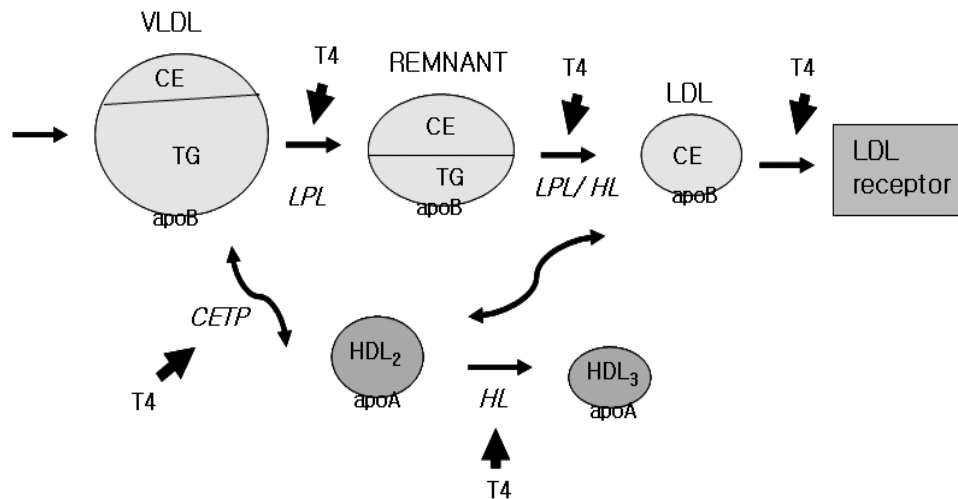 VLDL
T4
REMNANT
T4
LDL
T4
CE
TG
apoB
LPL
CE
TG
apoB
LPL/ HL
CE
apoB
LDL
receptor
CETP
T4
HDL2
apoA
HL
T4
HDL3
apoA